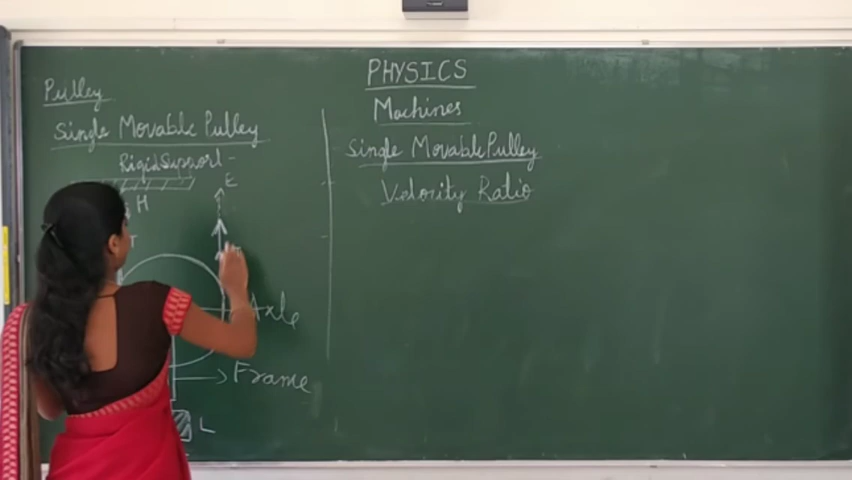 Pulley
Single Movable Pulley
Rigid Support
E
H
T
Axle
Frame
L
PHYSICS
Machines
Single Movable Pulley
Velocity Ratio